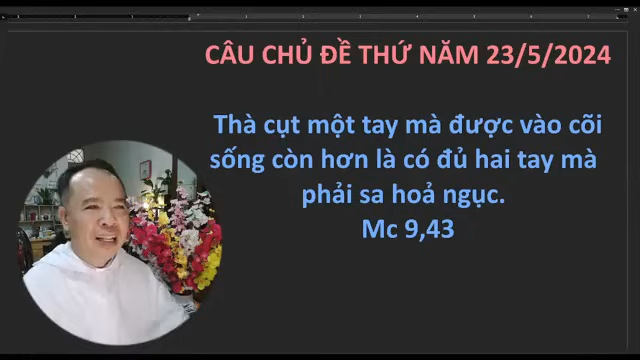 CÂU CHỦ ĐỀ THỨ NĂM 23/5/2024
Thà cụt một tay mà được vào cõi
sống còn hơn là có đủ hai tay mà
phải sa hoả ngục.
Mc 9,43